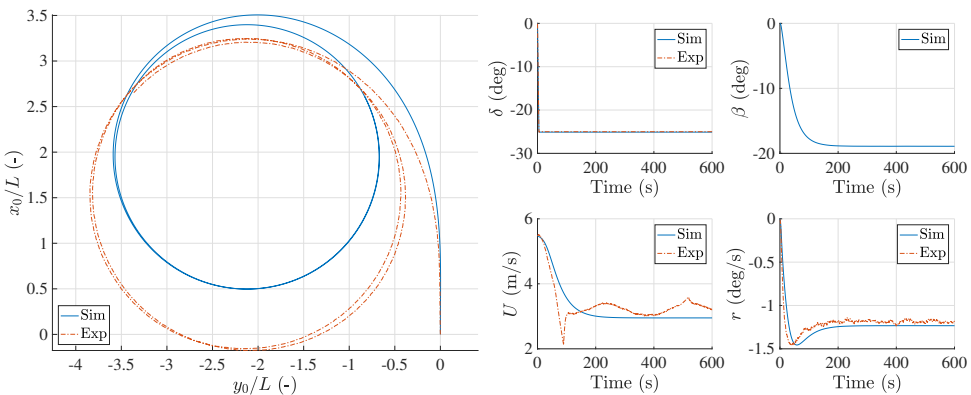 3.5
3
2.5
2
1.5
1
0.5
0
x0/L (-)
Sim
Exp
-4 -3.5 -3 -2.5 -2 -1.5 -1 -0.5 0
y0/L (-)
0
-10
-20
-30
δ (deg)
Sim
Exp
0 200 400 600
Time (s)
0
-10
-20
β (deg)
Sim
0 200 400 600
Time (s)
6
4
2
U (m/s)
Sim
Exp
0 200 400 600
Time (s)
0
-0.5
-1
-1.5
r (deg/s)
Sim
Exp
0 200 400 600
Time (s)